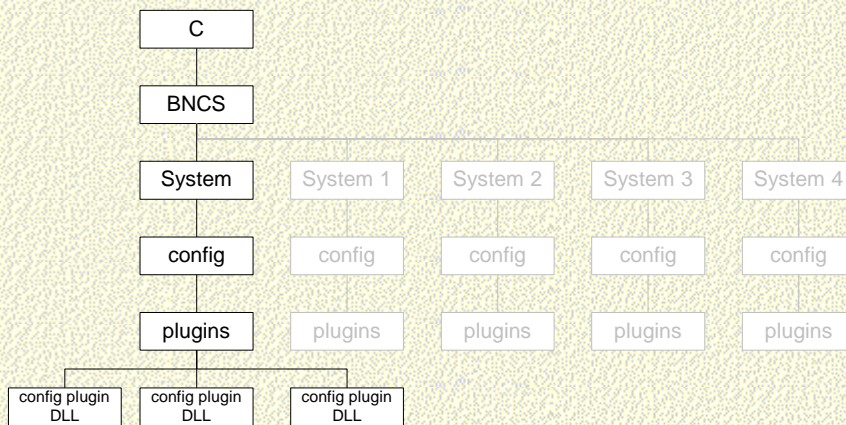 C
BNCS
System System 1 System 2 System 3 System 4
config config config config config
plugins plugins plugins plugins plugins
config plugin config plugin config plugin
DLL DLL DLL